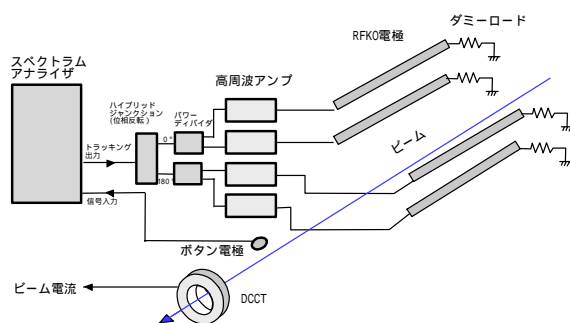 ダミーロード
RFKO電極
スペクトラム
アナライザ
高周波アンプ
ハイブリッド
ジャンクション
(位相反転)
パワー
ディバイダ
0°
トラッキング
出力
180°
信号入力
ビーム
ボタン電極
ビーム電流
DCCT